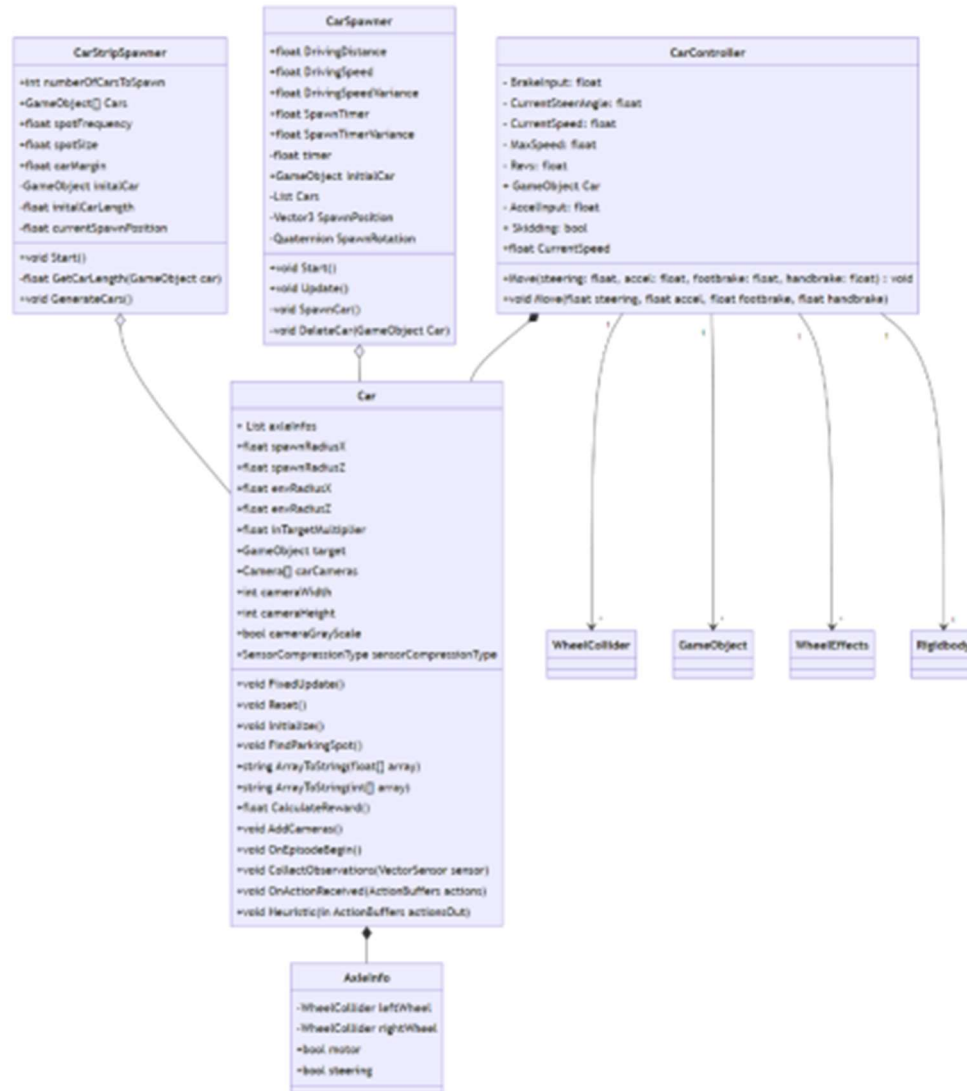 CarStripSpawner
+int numberOfCarsToSpawn
+GameObject[] Cars
+float spotFrequency
+float spotSize
+float carMargin
-GameObject initalCar
-float initalCarLength
-float currentSpawnPosition
+void Start()
-float GetCarLength(GameObject car)
+void GenerateCars()
CarSpawner
+float DrivingDistance
+float DrivingSpeed
+float DrivingSpeedVariance
+float SpawnTimer
+float SpawnTimerVariance
-float timer
+GameObject InitialCar
-List Cars
-Vector3 SpawnPosition
-Quaternion SpawnRotation
+void Start()
+void Update()
-void SpawnCar()
-void DeleteCar(GameObject Car)
CarController
- BrakeInput: float
- CurrentSteerAngle: float
- CurrentSpeed: float
- MaxSpeed: float
- Revs: float
+ GameObject Car
- AccelInput: float
+ Skidding: bool
+float CurrentSpeed
+Move(steering: float, accel: float, footbrake: float, handbrake: float) : void
+void Move(float steering, float accel, float footbrake, float handbrake)
1
1
1
1
Car
+ List axleInfos
+float spawnRadiusX
+float spawnRadiusZ
+float envRadiusX
+float envRadiusZ
+float inTargetMultiplier
+GameObject target
+Camera[] carCameras
+int cameraWidth
+int cameraHeight
+bool cameraGrayScale
+SensorCompressionType sensorCompressionType
+void FixedUpdate()
+void Reset()
+void Initialize()
+void FindParkingSpot()
+string ArrayToString(float[] array)
+string ArrayToString(int[] array)
+float CalculateReward()
+void AddCameras()
+void OnEpisodeBegin()
+void CollectObservations(VectorSensor sensor)
+void OnActionReceived(ActionBuffers actions)
+void Heuristic(in ActionBuffers actionsOut)
WheelCollider
GameObject
WheelEffects
Rigidbody
AxleInfo
-WheelCollider leftWheel
-WheelCollider rightWheel
+bool motor
+bool steering